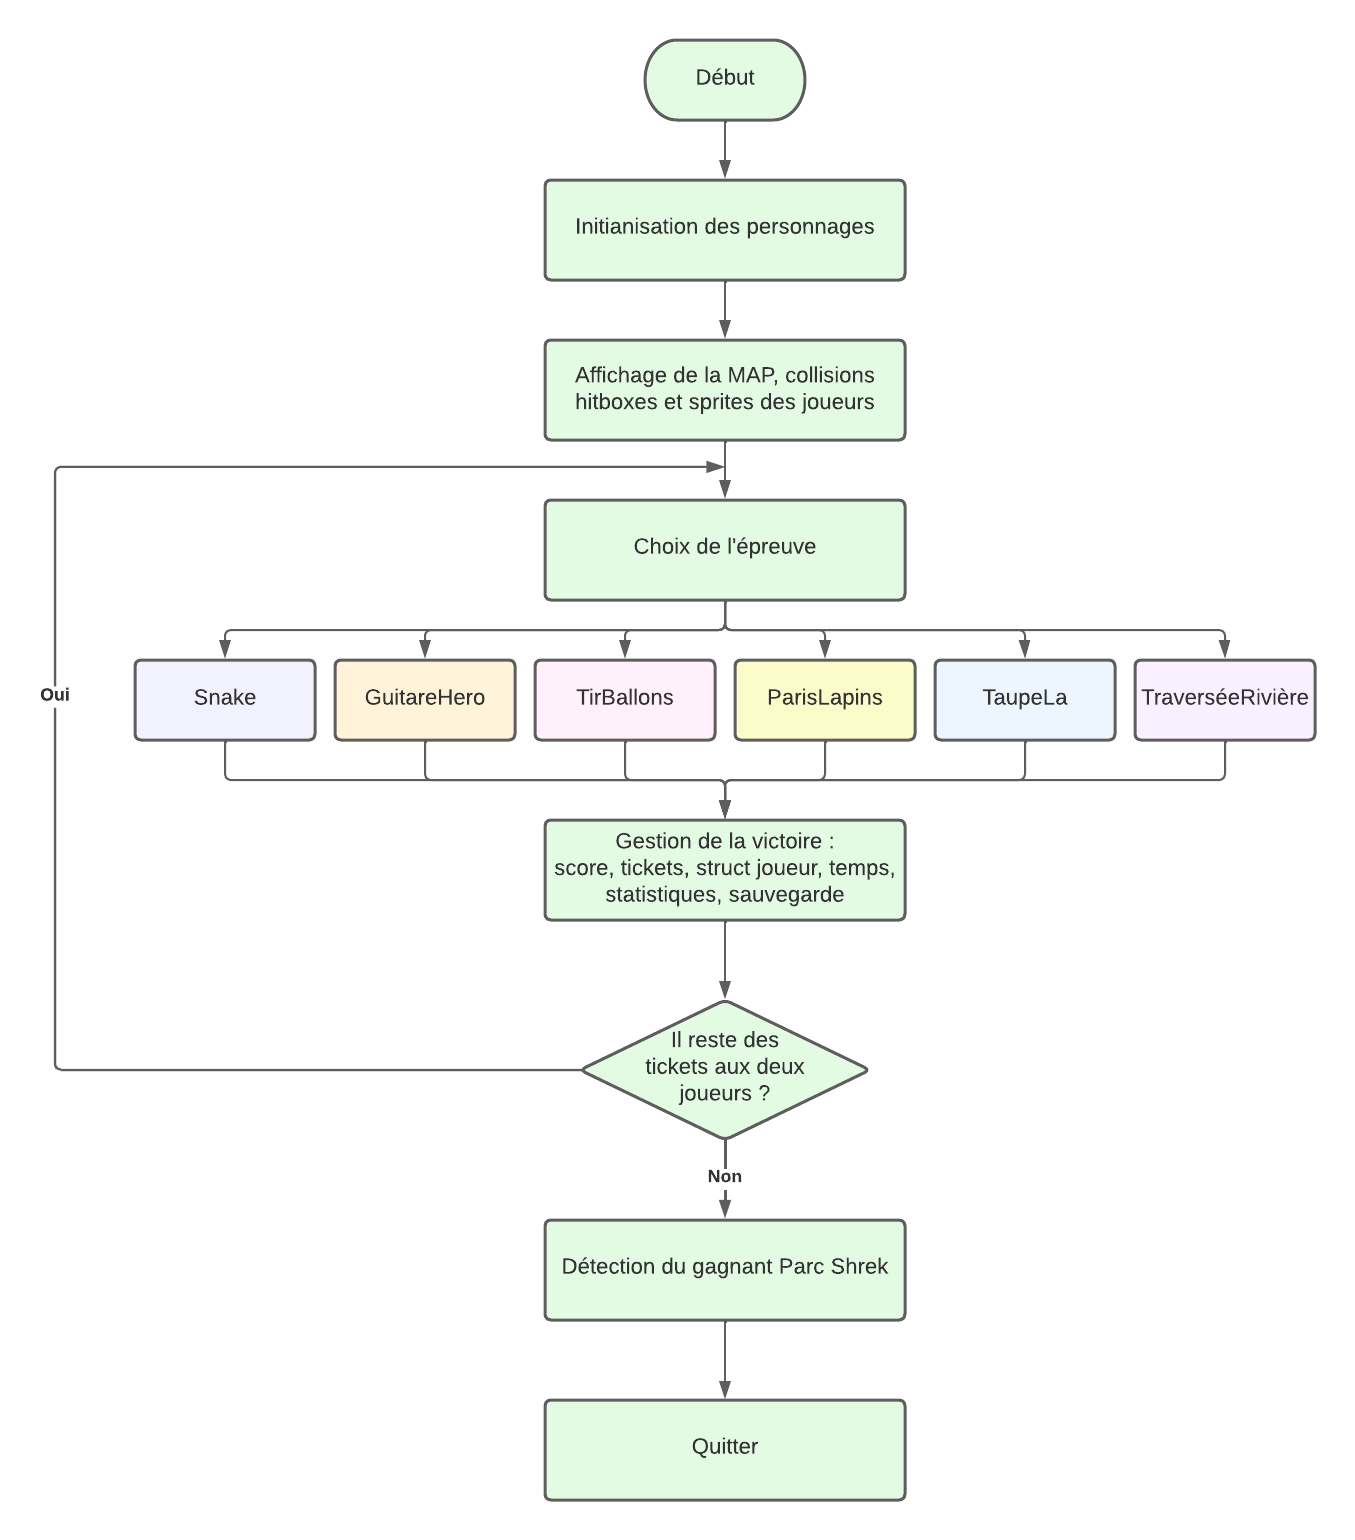 Début
Initianisation des personnages
Affichage de la MAP, collisions
hitboxes et sprites des joueurs
Choix de l'épreuve
Oui
Snake
GuitareHero
TirBallons
ParisLapins
TaupeLa
TraverséeRivière
Gestion de la victoire :
score, tickets, struct joueur, temps,
statistiques, sauvegarde
Il reste des
tickets aux deux
joueurs ?
Non
Détection du gagnant Parc Shrek
Quitter